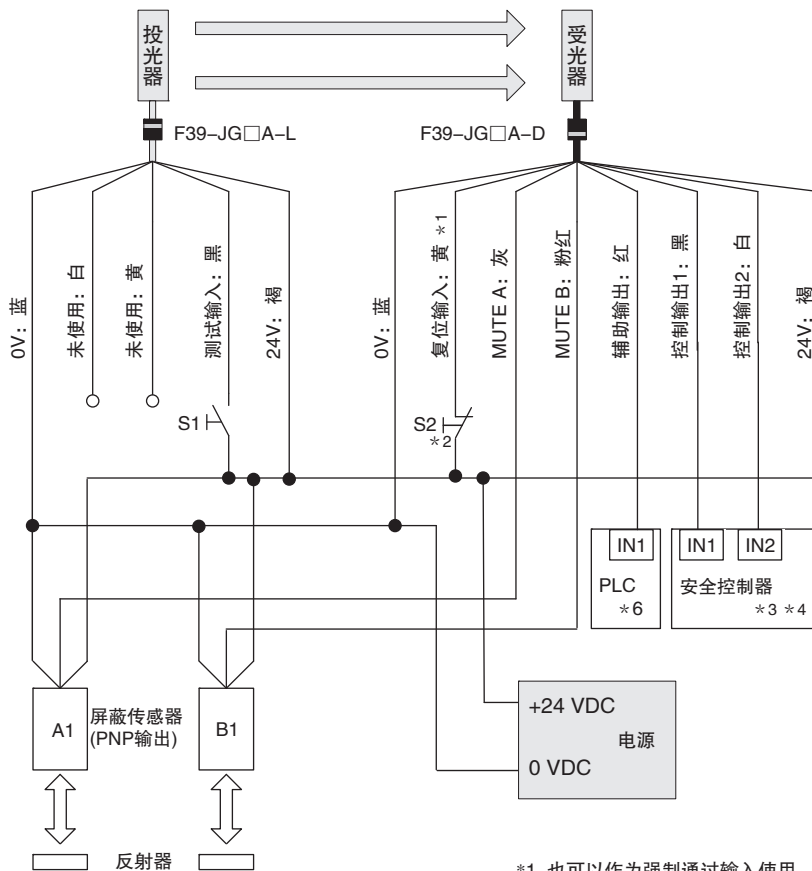 投光器
受光器
F39–JG□A–L
F39–JG□A–D
0V：蓝
未使用：白
未使用：黄
测试输入：黑
24V：褐
0V：蓝
复位输入：黄 *1
MUTE A：灰
MUTE B：粉红
辅助输出：红
控制输出1：黑
控制输出2：白
24V：褐
S1
S2
*2
IN1
IN1
IN2
PLC
*6
安全控制器
*3 *4
A1
屏蔽传感器
(PNP输出)
B1
+24 VDC
电源
0 VDC
反射器
*1 也可以作为强制通过输入使用